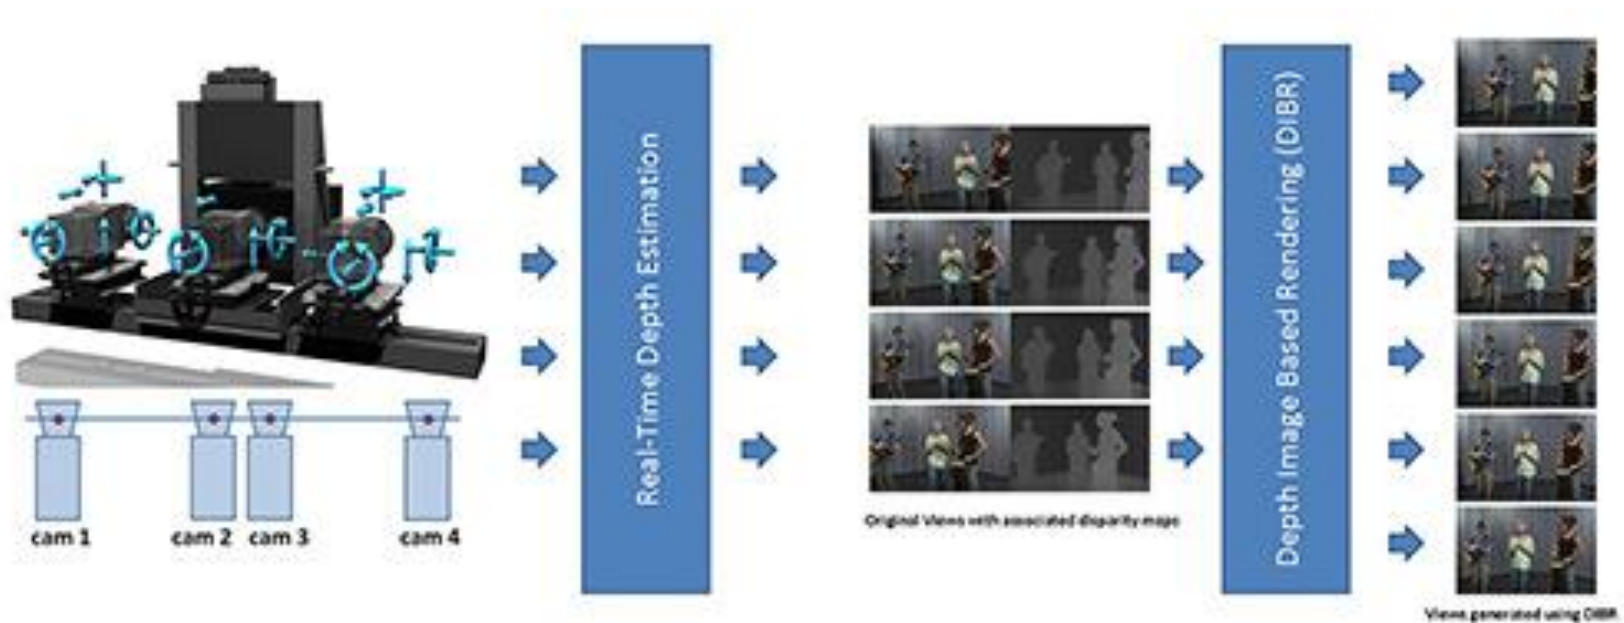 cam 1
cam 2
cam 3
cam 4
Real-Time Depth Estimation
Original Views with associated disparity maps
Depth Image Based Rendering (DIBR)
Views generated using DIBR